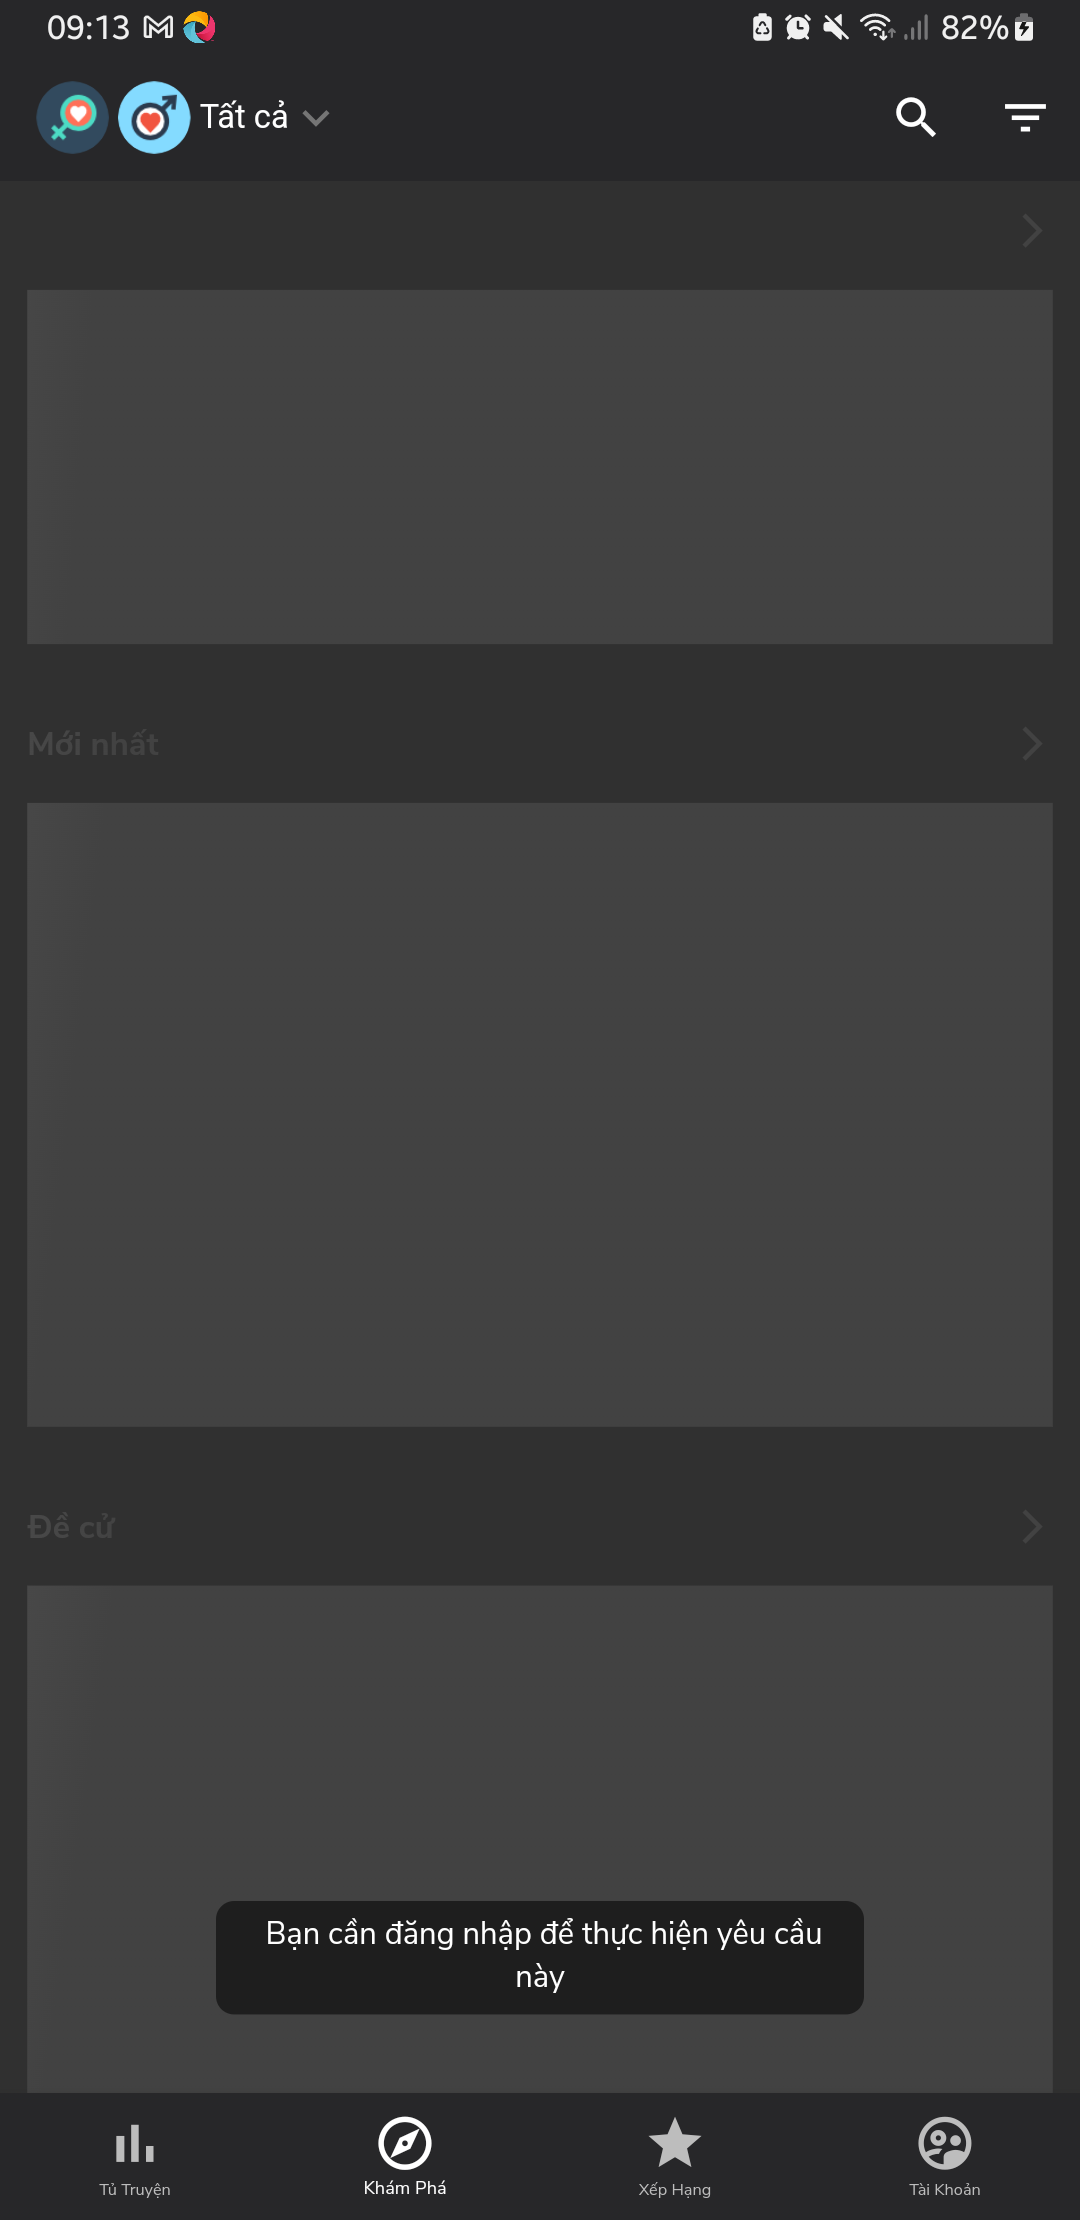 09:13
82%
Tất cả
Mới nhất
Đề cử
Bạn cần đăng nhập để thực hiện yêu cầu
này
Tủ Truyện
Khám Phá
Xếp Hạng
Tài Khoản